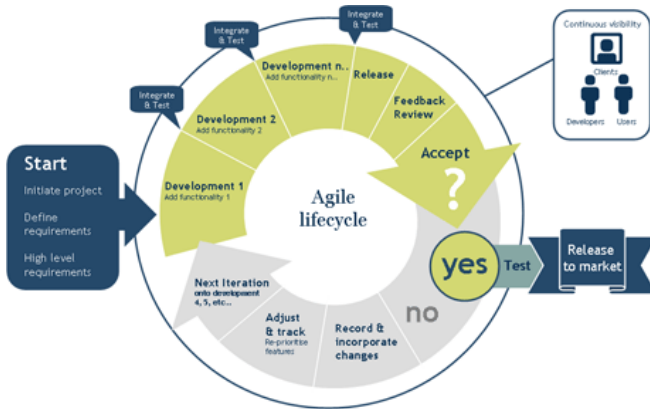 Start
Initiate project
Define
requirements
High level
requirements
Development 1
Add functionality 1
Integrate
& Test
Development 2
Add functionality 2
Integrate
& Test
Development n..
Add functionality n...
Integrate
& Test
Release
Feedback
Review
Accept
?
yes
Test
Release
to market
no
Record &
incorporate
changes
Adjust
& track
Re-prioritise
features
Next Iteration
onto development
4, 5, etc...
Agile
lifecycle
Continuous visibility
Clients
Developers
Users